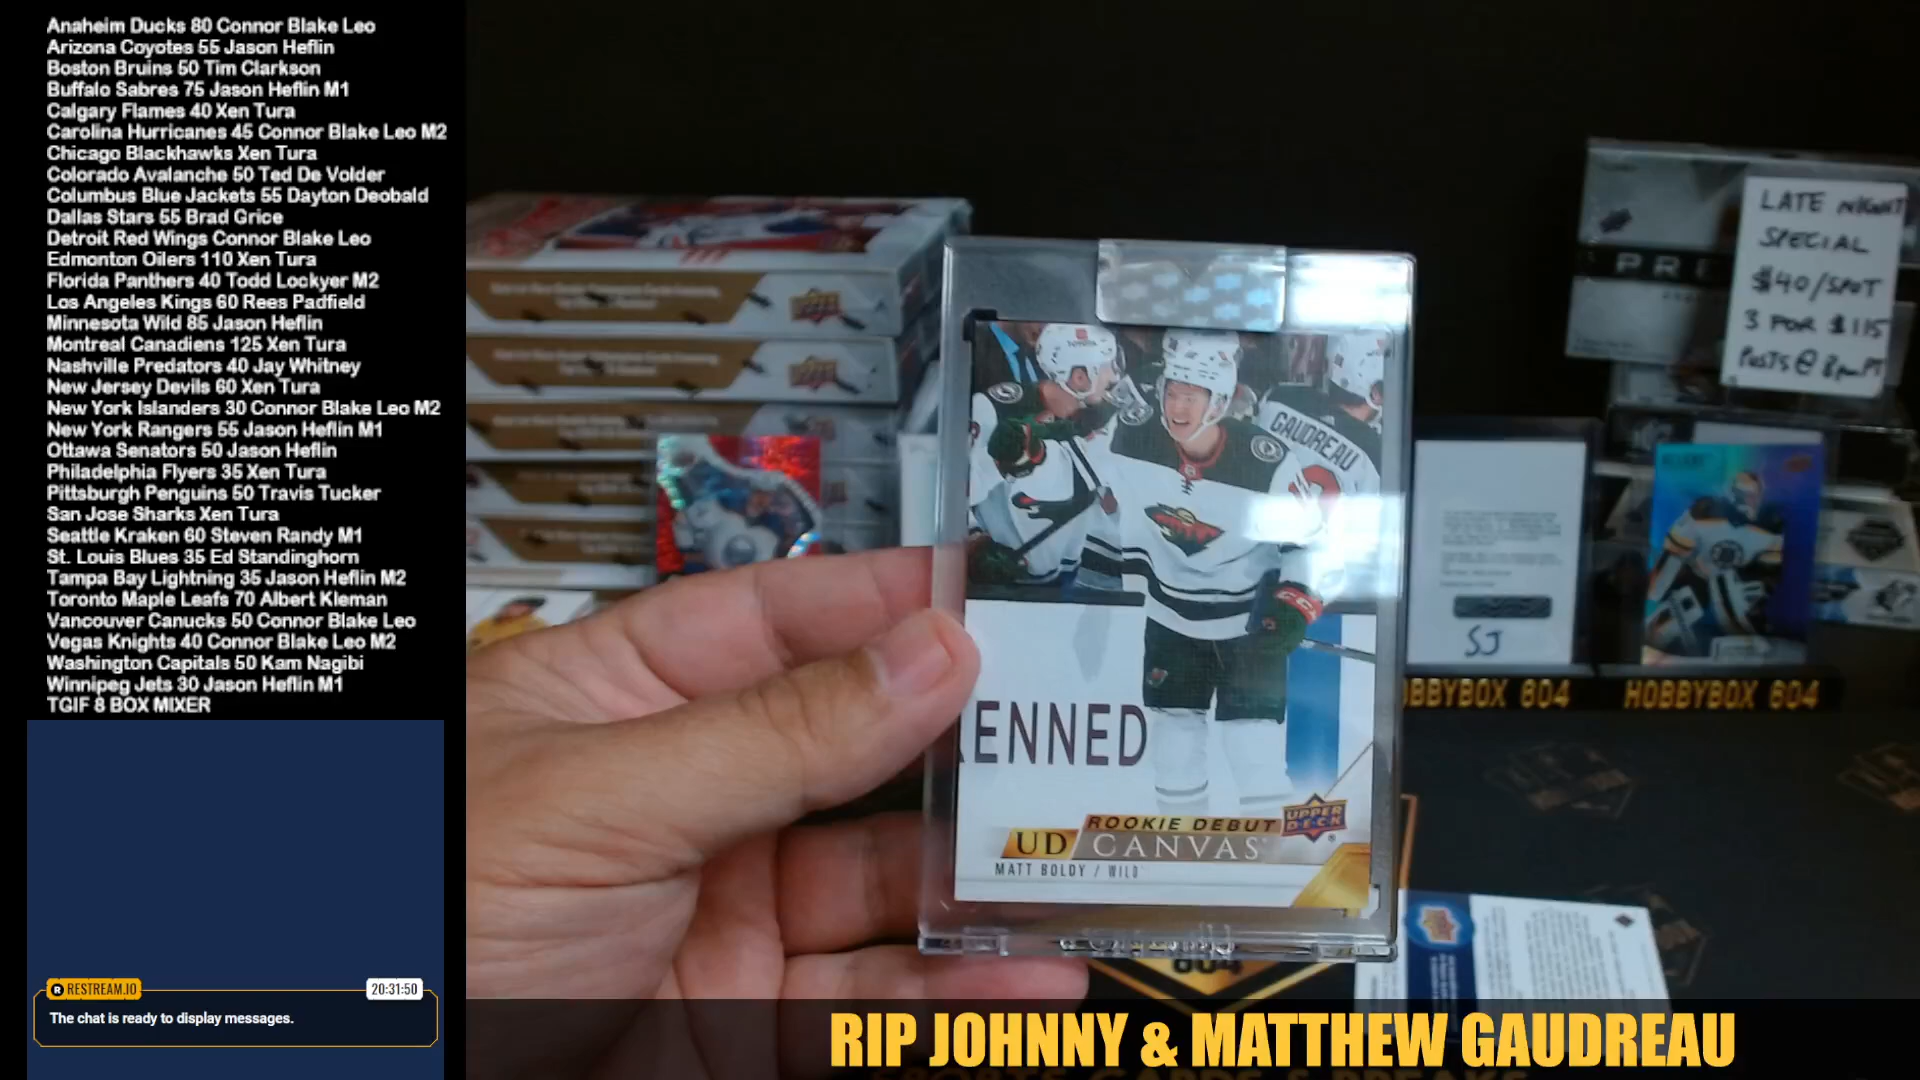 Anaheim Ducks 80 Connor Blake Leo
Arizona Coyotes 55 Jason Heflin
Boston Bruins 50 Tim Clarkson
Buffalo Sabres 75 Jason Heflin M1
Calgary Flames 40 Xen Tura
Carolina Hurricanes 45 Connor Blake Leo M2
Chicago Blackhawks Xen Tura
Colorado Avalanche 50 Ted De Volder
Columbus Blue Jackets 55 Dayton Deobald
Dallas Stars 55 Brad Grice
Detroit Red Wings Connor Blake Leo
Edmonton Oilers 110 Xen Tura
Florida Panthers 40 Todd Lockyer M2
Los Angeles Kings 60 Rees Padfield
Minnesota Wild 85 Jason Heflin
Montreal Canadiens 125 Xen Tura
Nashville Predators 40 Jay Whitney
New Jersey Devils 60 Xen Tura
New York Islanders 30 Connor Blake Leo M2
New York Rangers 55 Jason Heflin M1
Ottawa Senators 50 Jason Heflin
Philadelphia Flyers 35 Xen Tura
Pittsburgh Penguins 50 Travis Tucker
San Jose Sharks Xen Tura
Seattle Kraken 60 Steven Randy M1
St. Louis Blues 35 Ed Standinghorn
Tampa Bay Lightning 35 Jason Heflin M2
Toronto Maple Leafs 70 Albert Kleman
Vancouver Canucks 50 Connor Blake Leo
Vegas Knights 40 Connor Blake Leo M2
Washington Capitals 50 Kam Nagibi
Winnipeg Jets 30 Jason Heflin M1
TGIF 8 BOX MIXER
RESTREAM.IO
20:31:50
The chat is ready to display messages.
LATE NIGHT
SPECIAL
$40/SPOT
3 FOR $115
POSTS @ 8pm PT
PR
TOYOTA
24
GAUDREAU
CCM
ENNED
ROOKIE DEBUT
UPPER DECK
UD CANVAS
MATT BOLDY / WILD
SJ
OBBYBOX 604
HOBBYBOX 604
604
RIP JOHNNY & MATTHEW GAUDREAU